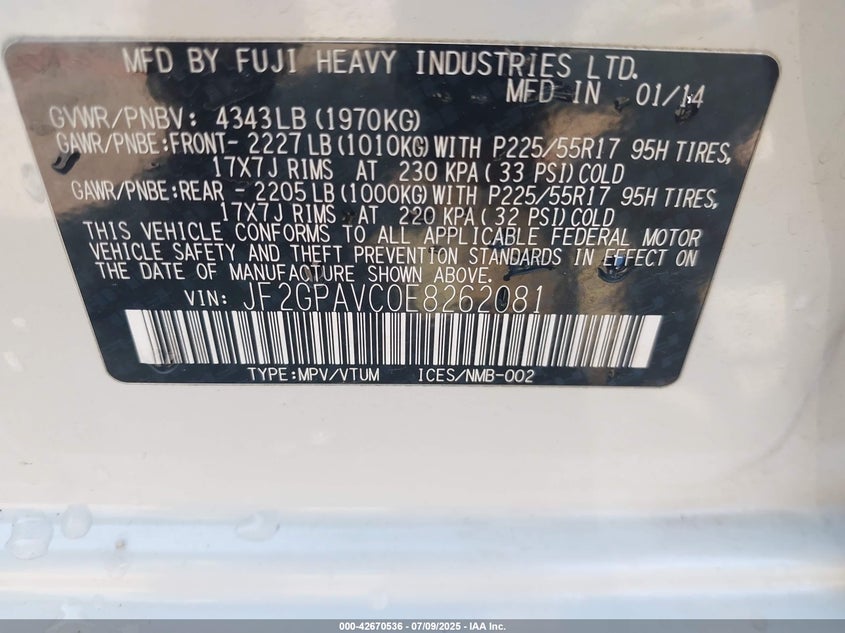 MFD BY FUJI HEAVY INDUSTRIES LTD.
MFD IN 01/14
GVWR/PNBV: 4343LB (1970KG)
GAWR/PNBE:FRONT- 2227LB(1010KG)WITH P225/55R17 95H TIRES,
17X7J RIMS AT 230 KPA(33 PSI)COLD
GAWR/PNBE:REAR - 2205LB(1000KG)WITH P225/55R17 95H TIRES,
17X7J RIMS AT 220 KPA(32 PSI)COLD
THIS VEHICLE CONFORMS TO ALL APPLICABLE FEDERAL MOTOR
VEHICLE SAFETY AND THEFT PREVENTION STANDARDS IN EFFECT ON
THE DATE OF MANUFACTURE SHOWN ABOVE.
VIN: JF2GPAVC0E8262081
TYPE:MPV/VTUM ICES/NMB-002
000-42670536 - 07/09/2025 - IAA Inc.